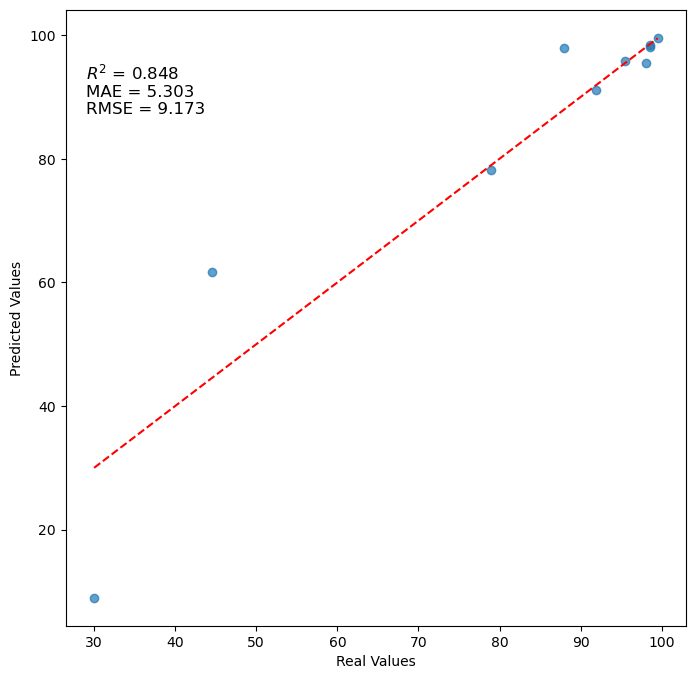 R² = 0.848
MAE = 5.303
RMSE = 9.173
100
80
60
40
20
Predicted Values
30 40 50 60 70 80 90 100
Real Values